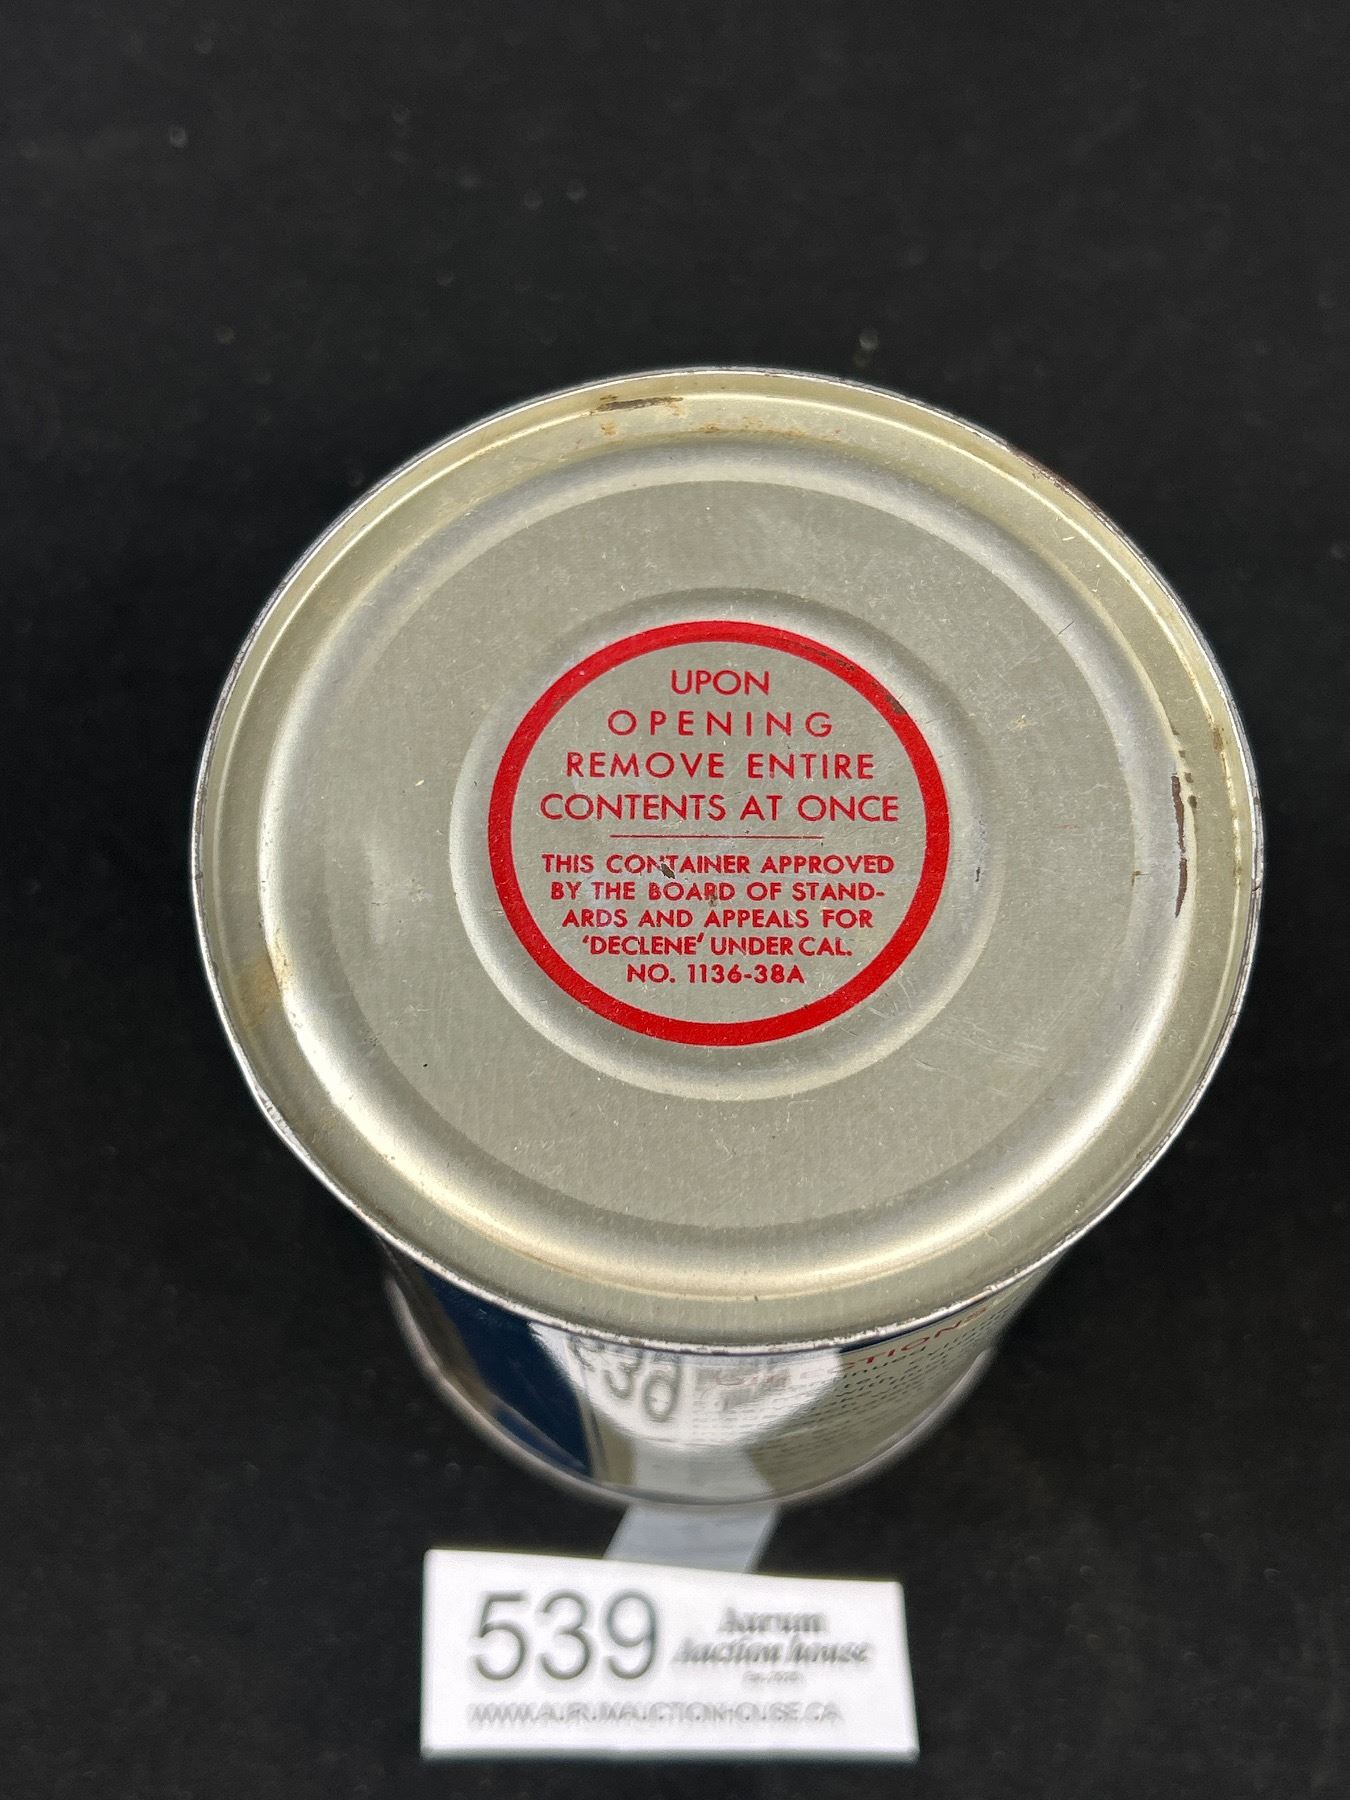 UPON
OPENING
REMOVE ENTIRE
CONTENTS AT ONCE
THIS CONTAINER APPROVED
BY THE BOARD OF STAND-
ARDS AND APPEALS FOR
'DECLENE' UNDER CAL.
NO. 1136-38A
539
Aurum
Auction house
WWW.AURUMAUCTIONHOUSE.CA